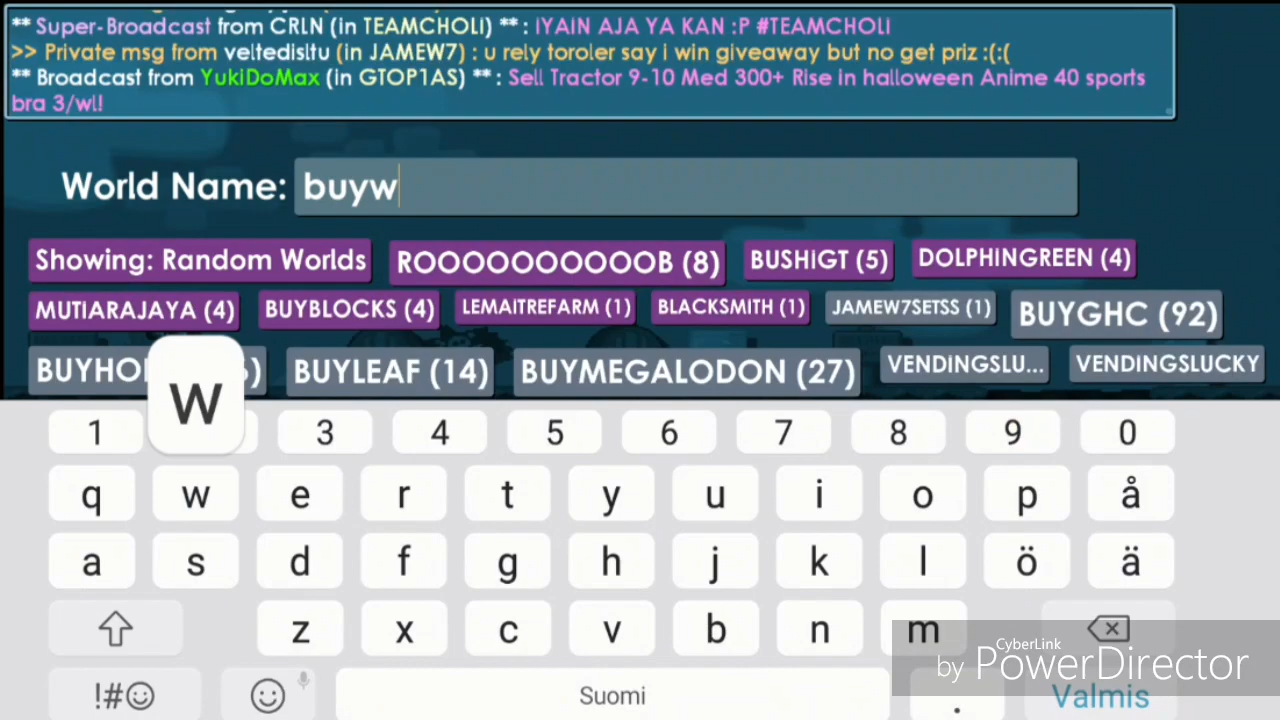 ** Super-Broadcast from CRLN (in TEAMCHOLI) ** : IYAIN AJA YA KAN :P #TEAMCHOLI
>> Private msg from veltedisltu (in JAMEW7) : u rely toroler say i win giveaway but no get priz :(:(
** Broadcast from YukiDoMax (in GTOP1AS) ** : Sell Tractor 9-10 Med 300+ Rise in halloween Anime 40 sports
bra 3/wl!
World Name: buyw
Showing: Random Worlds ROOOOOOOOOOB (8) BUSHIGT (5) DOLPHINGREEN (4)
MUTIARAJAYA (4) BUYBLOCKS (4) LEMAITREFARM (1) BLACKSMITH (1) JAMEW7SETSS (1) BUYGHC (92)
BUYLEAF (14) BUYMEGALODON (27) VENDINGSLU... VENDINGSLUCKY
w
1 3 4 5 6 7 8 9 0
q w e r t y u i o p å
a s d f g h j k l ö ä
z x c v b n m
!#☺ Suomi . Valmis
CyberLink
by PowerDirector